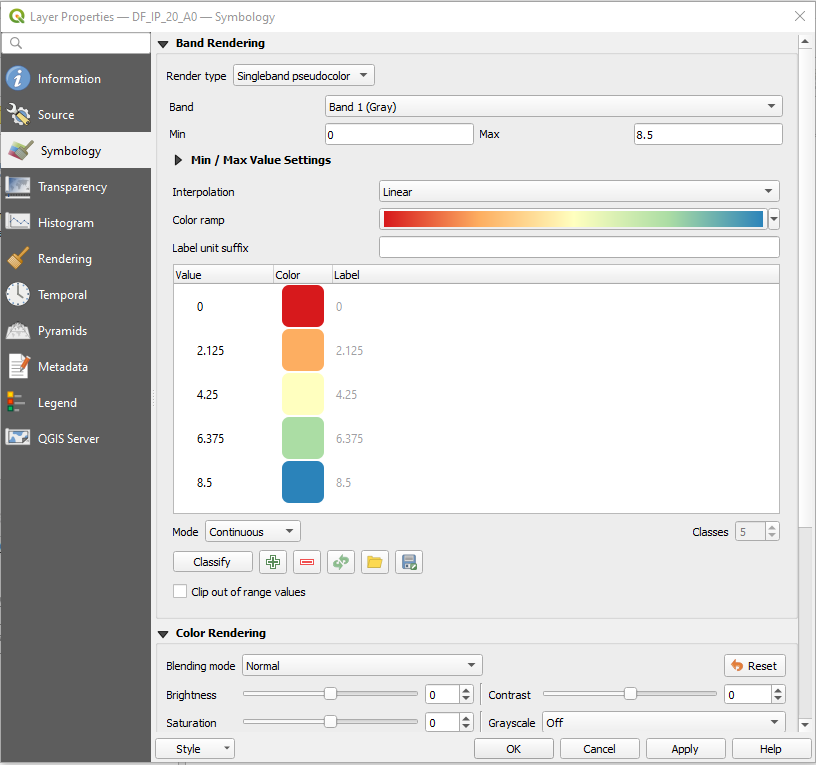 Layer Properties — DF_IP_20_A0 — Symbology
Information
Source
Symbology
Transparency
Histogram
Rendering
Temporal
Pyramids
Metadata
Legend
QGIS Server
Band Rendering
Render type Singleband pseudocolor
Band Band 1 (Gray)
Min 0 Max 8.5
Min / Max Value Settings
Interpolation Linear
Color ramp
Label unit suffix
Value Color Label
0 0
2.125 2.125
4.25 4.25
6.375 6.375
8.5 8.5
Mode Continuous Classes 5
Classify
Clip out of range values
Color Rendering
Blending mode Normal Reset
Brightness 0 Contrast 0
Saturation 0 Grayscale Off
Style OK Cancel Apply Help